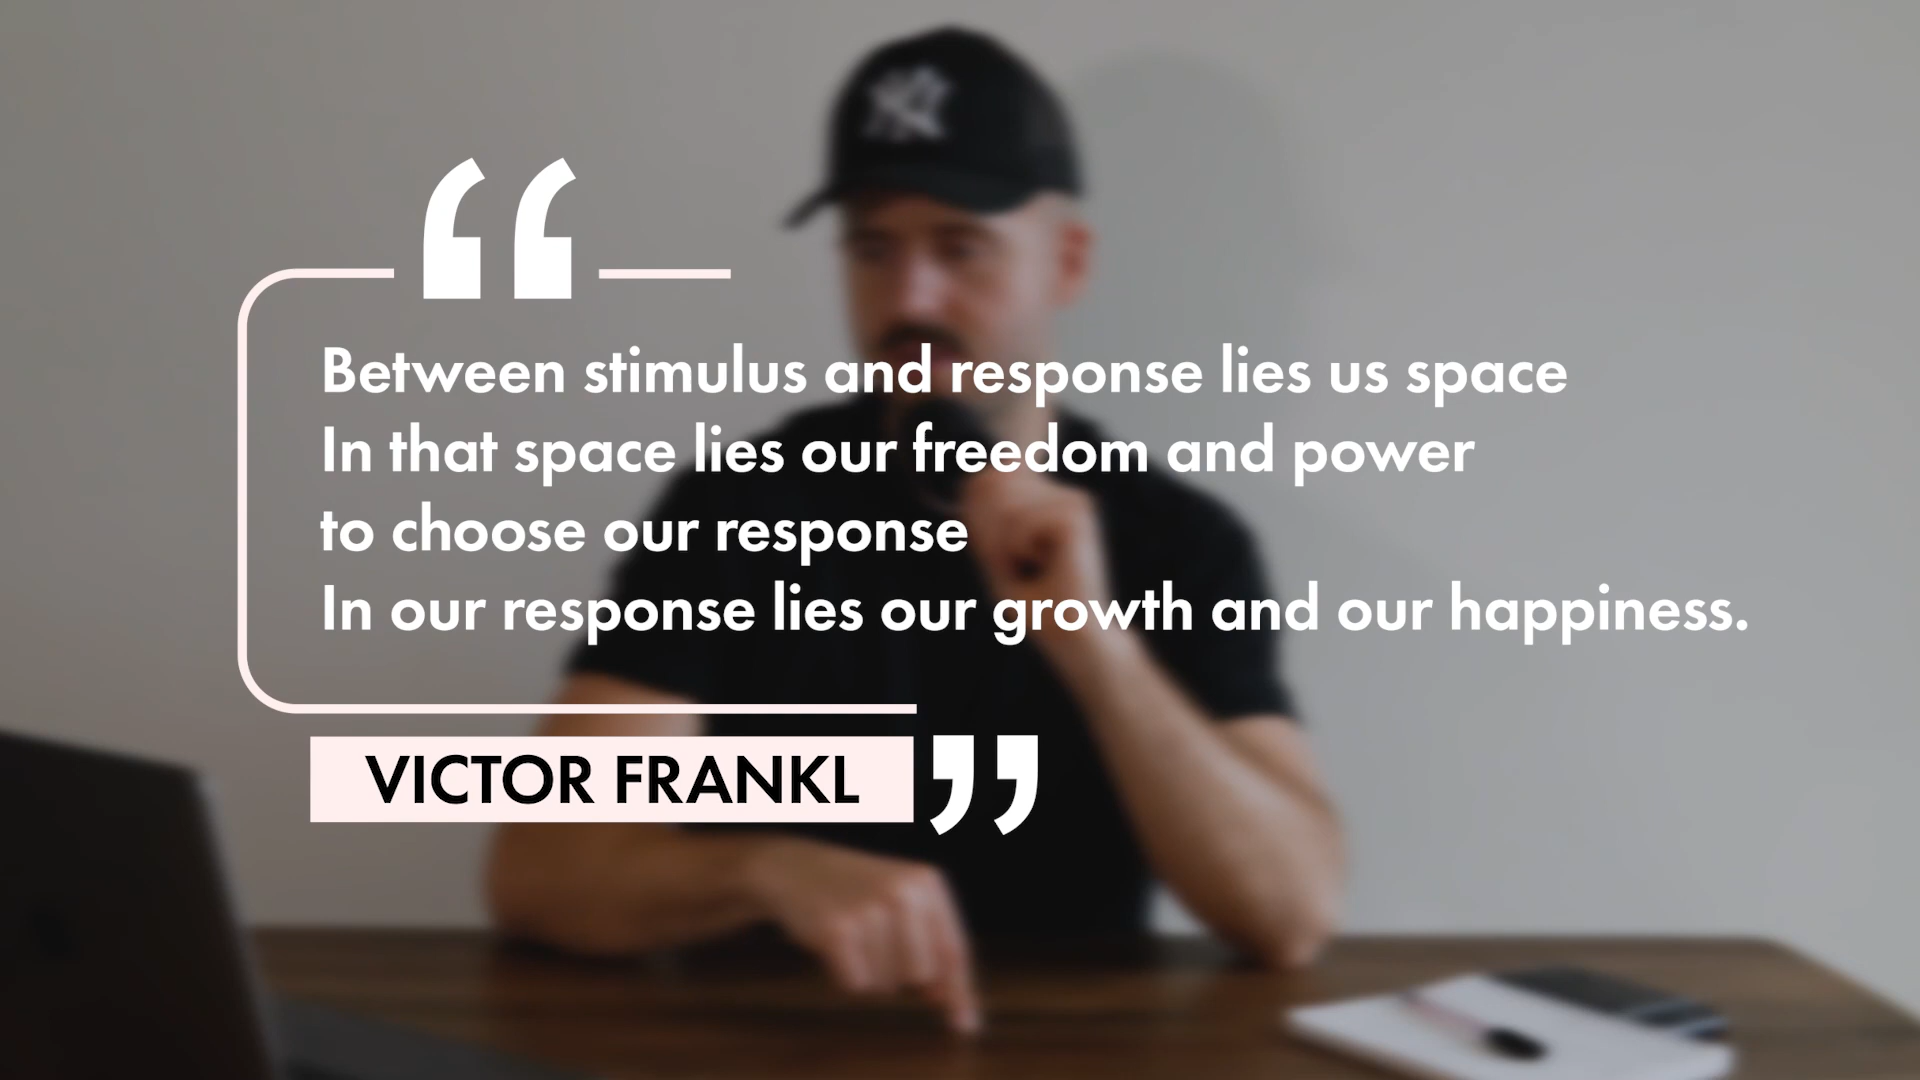 “
Between stimulus and response lies us space
In that space lies our freedom and power
to choose our response
In our response lies our growth and our happiness.
VICTOR FRANKL
”